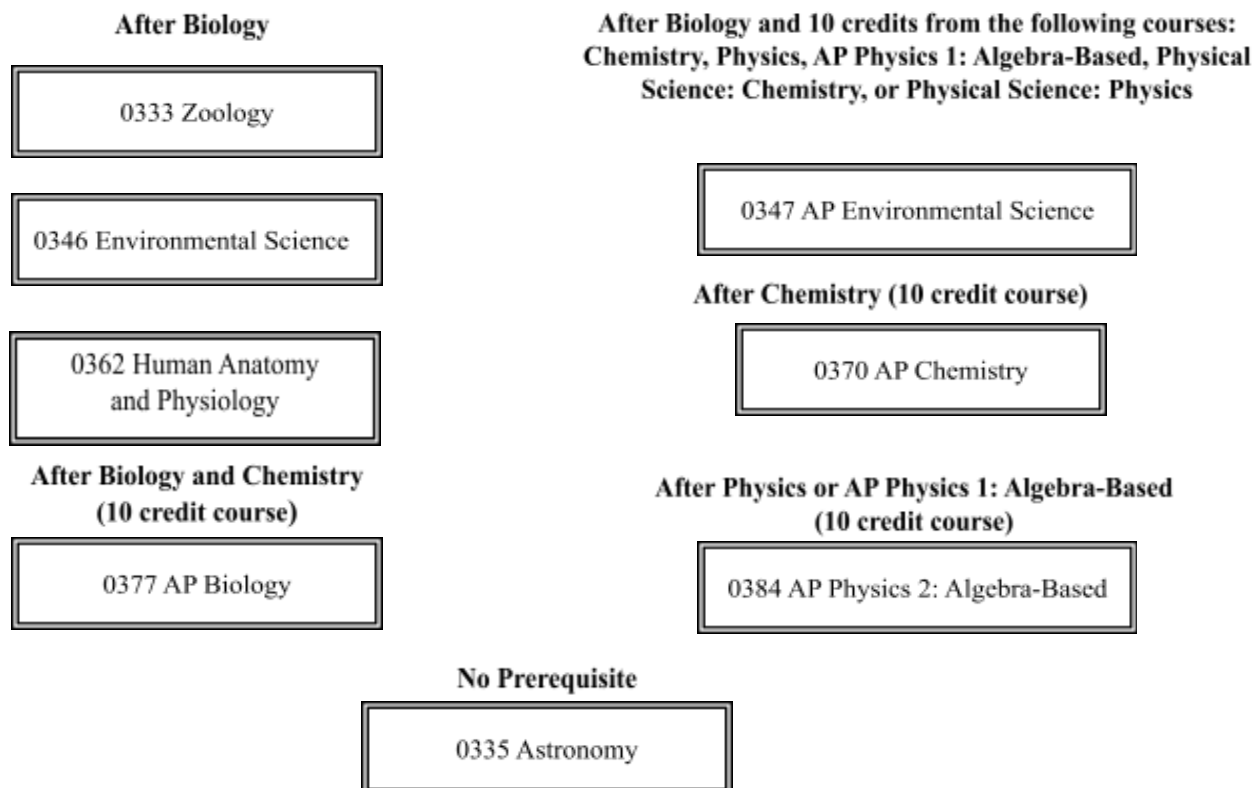 After Biology
0333 Zoology
0346 Environmental Science
0362 Human Anatomy
and Physiology
After Biology and Chemistry
(10 credit course)
0377 AP Biology
After Biology and 10 credits from the following courses:
Chemistry, Physics, AP Physics 1: Algebra-Based, Physical
Science: Chemistry, or Physical Science: Physics
0347 AP Environmental Science
After Chemistry (10 credit course)
0370 AP Chemistry
After Physics or AP Physics 1: Algebra-Based
(10 credit course)
0384 AP Physics 2: Algebra-Based
No Prerequisite
0335 Astronomy